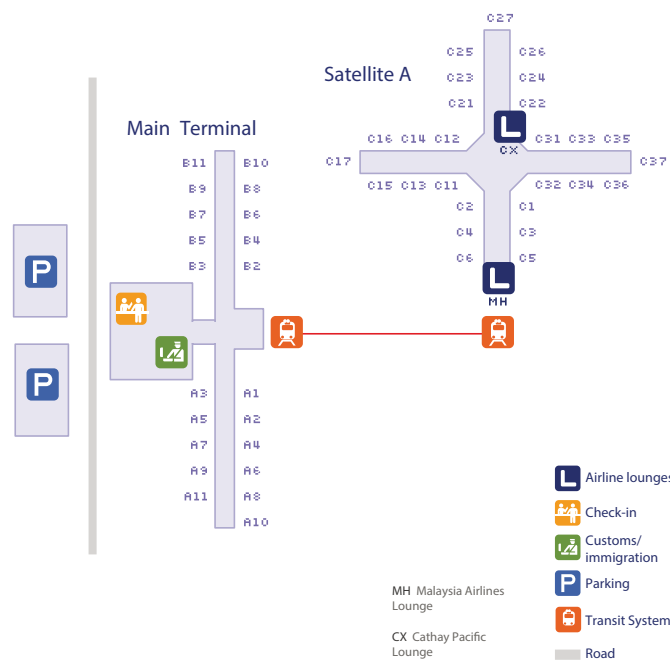 C27
C25 C26
Satellite A
C23 C24
C21 C22
L
Main Terminal
C16 C14 C12 CX C31 C33 C35
B11 B10
C17 C37
B9 B8
C15 C13 C11 C32 C34 C36
B7 B6
C2 C1
B5 B4
C4 C3
B3 B2
C6 C5
P
L
MH
A3 A1
P
A5 A2
A7 A4
A9 A6
A11 A8
A10
L Airline lounges
Check-in
Customs/
immigration
P Parking
MH Malaysia Airlines
Lounge
Transit System
CX Cathay Pacific
Lounge
Road